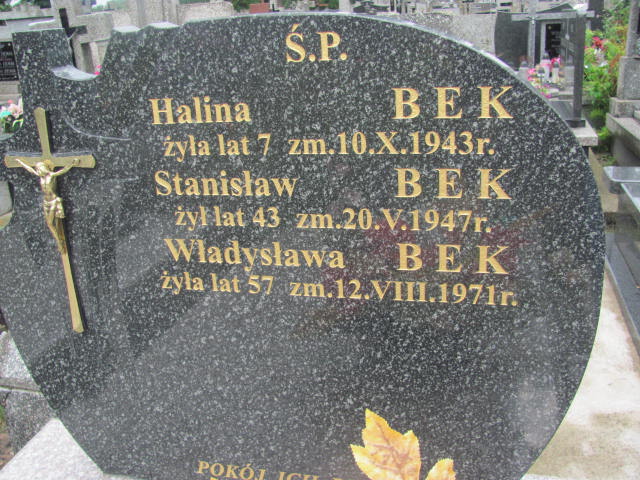 Ś.P.
Halina BEK
żyła lat 7 zm.10.X.1943r.
Stanisław BEK
żył lat 43 zm.20.V.1947r.
Władysława BEK
żyła lat 57 zm.12.VIII.1971r.
POKÓJ ICH